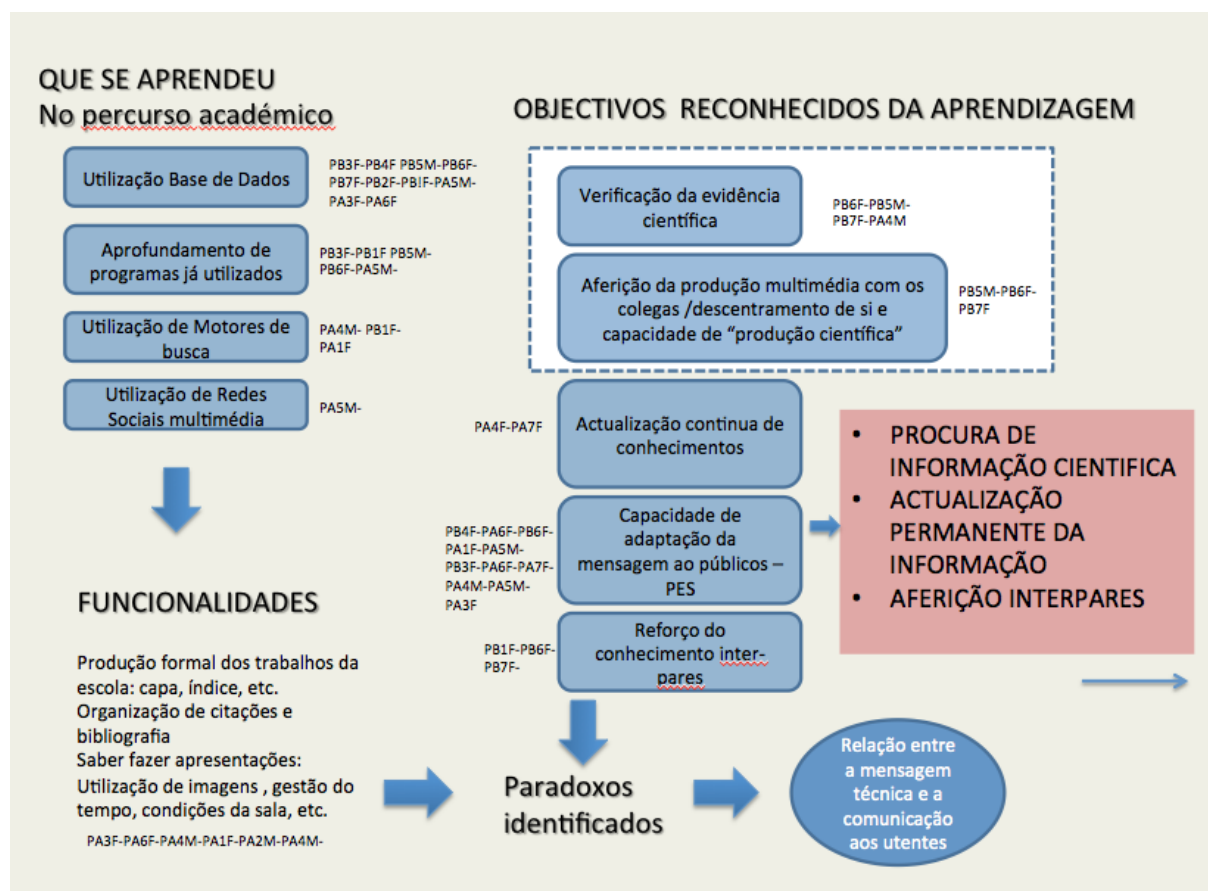 QUE SE APRENDEU
No percurso académico
Utilização Base de Dados
PB3F-PB4F PB5M-PB6F-
PB7F-PB2F-PBIF-PA5M-
PA3F-PA6F
Aprofundamento de
programas já utilizados
PB3F-PB1F PB5M-
PB6F-PA5M-
Utilização de Motores de
busca
PA4M- PB1F-
PA1F
Utilização de Redes
Sociais multimédia
PA5M-
FUNCIONALIDADES
Produção formal dos trabalhos da
escola: capa, índice, etc.
Organização de citações e
bibliografia
Saber fazer apresentações:
Utilização de imagens , gestão do
tempo, condições da sala, etc.
PA3F-PA6F-PA4M-PA1F-PA2M-PA4M-
OBJECTIVOS RECONHECIDOS DA APRENDIZAGEM
Verificação da evidência
científica
PB6F-PB5M-
PB7F-PA4M
Aferição da produção multimédia com os
colegas /descentramento de si e
capacidade de “produção científica”
PB5M-PB6F-
PB7F
PA4F-PA7F
Actualização continua de
conhecimentos
PB4F-PA6F-PB6F-
PA1F-PA5M-
PB3F-PA6F-PA7F-
PA4M-PA5M-
PA3F
Capacidade de
adaptação da
mensagem ao públicos –
PES
PB1F-PB6F-
PB7F-
Reforço do
conhecimento inter-
pares
• PROCURA DE
INFORMAÇÃO CIENTIFICA
• ACTUALIZAÇÃO
PERMANENTE DA
INFORMAÇÃO
• AFERIÇÃO INTERPARES
Paradoxos
identificados
Relação entre
a mensagem
técnica e a
comunicação
aos utentes